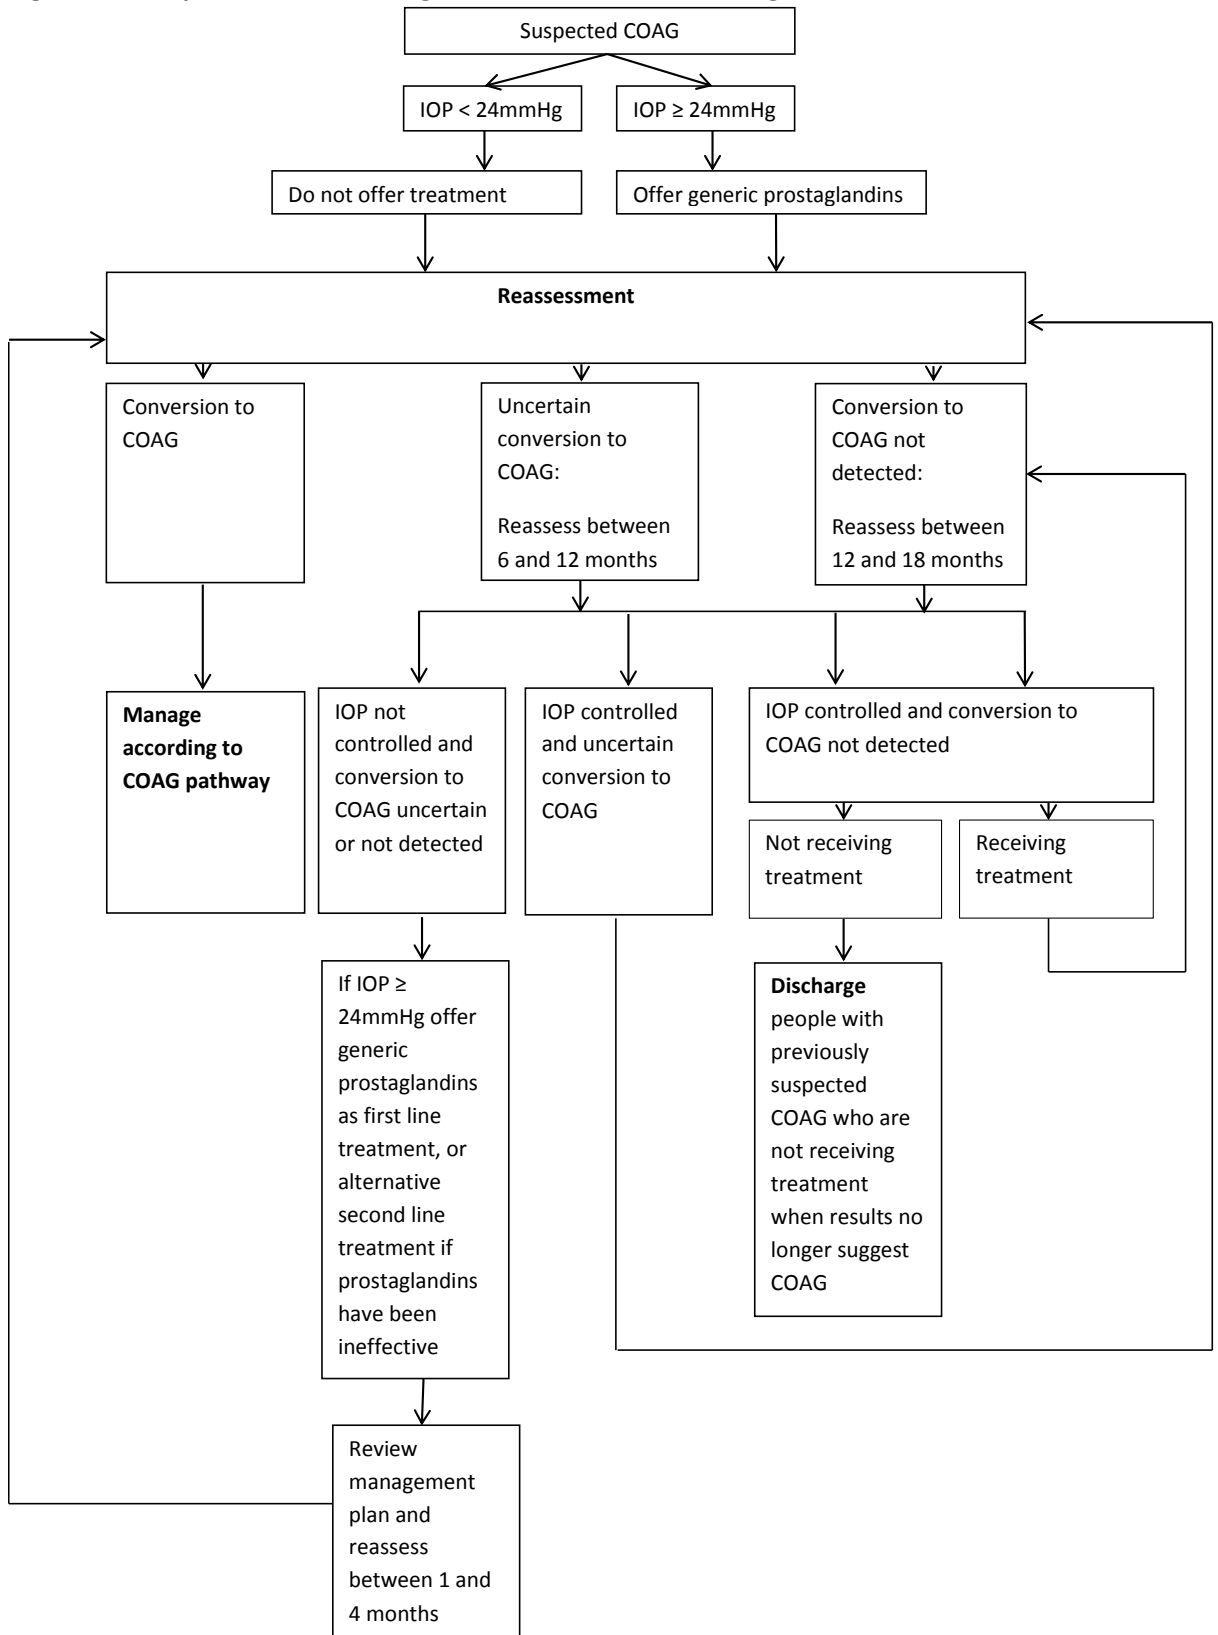 Suspected COAG
IOP < 24mmHg
IOP ≥ 24mmHg
Do not offer treatment
Offer generic prostaglandins
Reassessment
Conversion to
COAG
Uncertain
conversion to
COAG:
Reassess between
6 and 12 months
Conversion to
COAG not
detected:
Reassess between
12 and 18 months
Manage
according to
COAG pathway
IOP not
controlled and
conversion to
COAG uncertain
or not detected
IOP controlled
and uncertain
conversion to
COAG
IOP controlled and conversion to
COAG not detected
Not receiving
treatment
Receiving
treatment
If IOP ≥
24mmHg offer
generic
prostaglandins
as first line
treatment, or
alternative
second line
treatment if
prostaglandins
have been
ineffective
Discharge
people with
previously
suspected
COAG who are
not receiving
treatment
when results no
longer suggest
COAG
Review
management
plan and
reassess
between 1 and
4 months